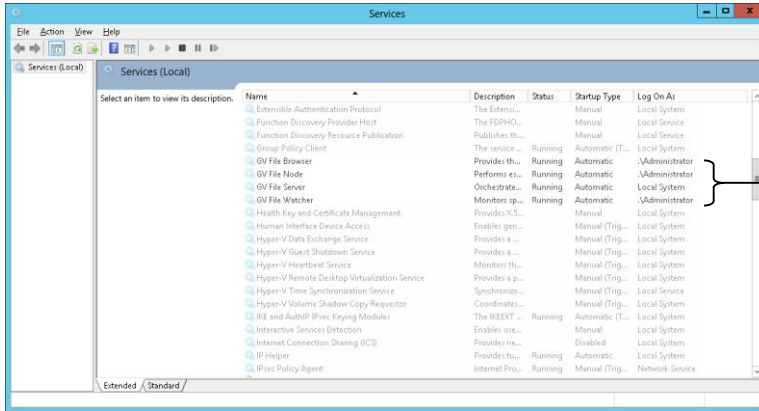 Services
File Action View Help
Services (Local)
Services (Local)
Select an item to view its description.
Name Description Status Startup Type Log On As
Extensible Authentication Protocol The Extensi... Manual Local System
Function Discovery Provider Host The FDPHO... Manual Local Service
Function Discovery Resource Publication Publishes th... Manual Local Service
Group Policy Client The service ... Running Automatic (T... Local System
GV File Browser Provides th... Running Automatic .\Administrator
GV File Node Performs es... Running Automatic .\Administrator
GV File Server Orchestrate... Running Automatic Local System
GV File Watcher Monitors sp... Running Automatic .\Administrator
Health Key and Certificate Management Provides X.5... Manual Local System
Human Interface Device Access Enables gen... Manual (Trig... Local System
Hyper-V Data Exchange Service Provides a ... Manual (Trig... Local System
Hyper-V Guest Shutdown Service Provides a ... Manual (Trig... Local System
Hyper-V Heartbeat Service Monitors th... Manual (Trig... Local System
Hyper-V Remote Desktop Virtualization Service Provides a p... Manual (Trig... Local System
Hyper-V Time Synchronization Service Synchronize... Manual (Trig... Local Service
Hyper-V Volume Shadow Copy Requestor Coordinates... Manual (Trig... Local System
IKE and AuthIP IPsec Keying Modules The IKEEXT ... Running Automatic (T... Local System
Interactive Services Detection Enables use... Manual Local System
Internet Connection Sharing (ICS) Provides ne... Disabled Local System
IP Helper Provides tu... Running Automatic Local System
IPsec Policy Agent Internet Pro... Running Manual (Trig... Network Service
Extended Standard